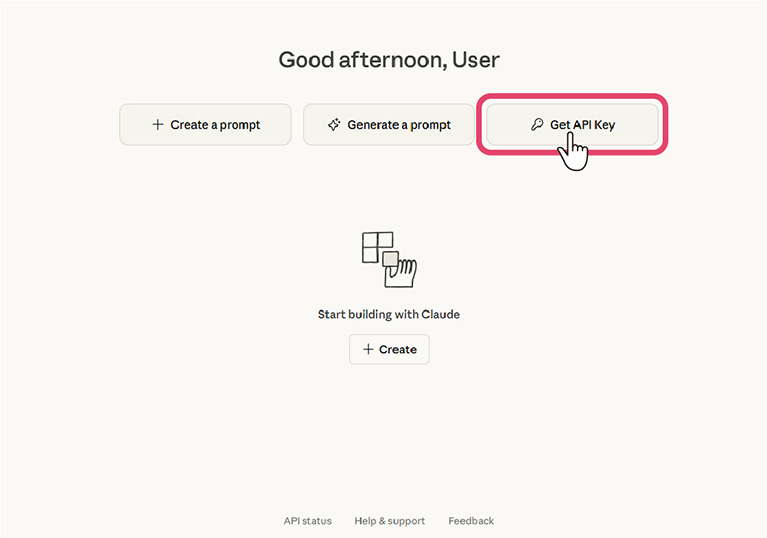 Good afternoon, User
Create a prompt
Generate a prompt
Get API Key
Start building with Claude
Create
API status
Help & support
Feedback